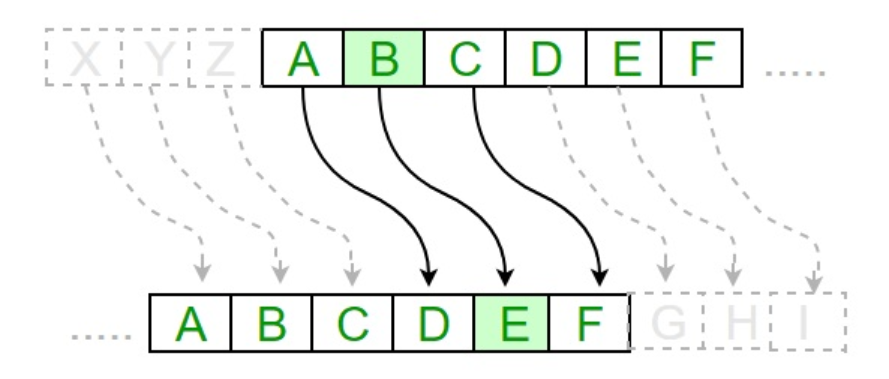 X Y Z A B C D E F .....
..... A B C D E F G H I